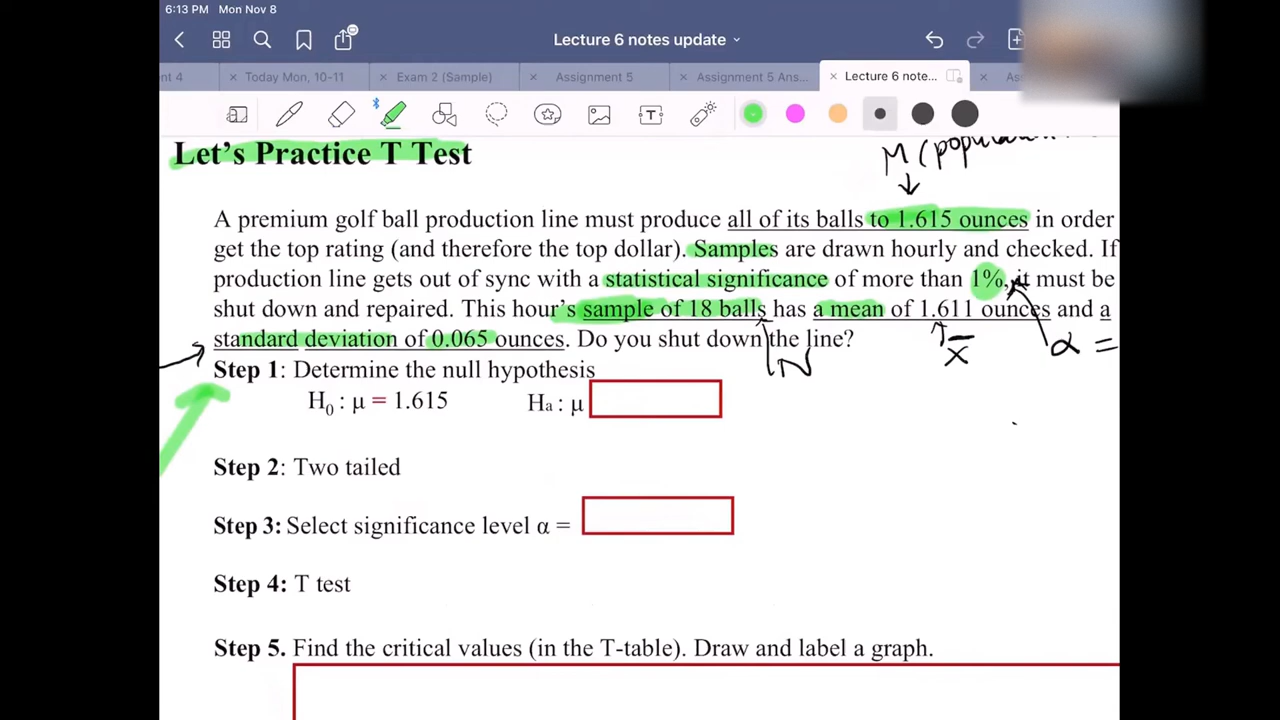 6:13 PM Mon Nov 8
Lecture 6 notes update
nt 4
Today Mon, 10-11
Exam 2 (Sample)
Assignment 5
Assignment 5 Ans...
Lecture 6 note...
As
Let's Practice T Test
M (popula
A premium golf ball production line must produce all of its balls to 1.615 ounces in order
get the top rating (and therefore the top dollar). Samples are drawn hourly and checked. If
production line gets out of sync with a statistical significance of more than 1%, it must be
shut down and repaired. This hour's sample of 18 balls has a mean of 1.611 ounces and a
standard deviation of 0.065 ounces. Do you shut down the line?
N
x̅
α =
Step 1: Determine the null hypothesis
H₀ : μ = 1.615 Hₐ : μ
Step 2: Two tailed
Step 3: Select significance level α =
Step 4: T test
Step 5. Find the critical values (in the T-table). Draw and label a graph.